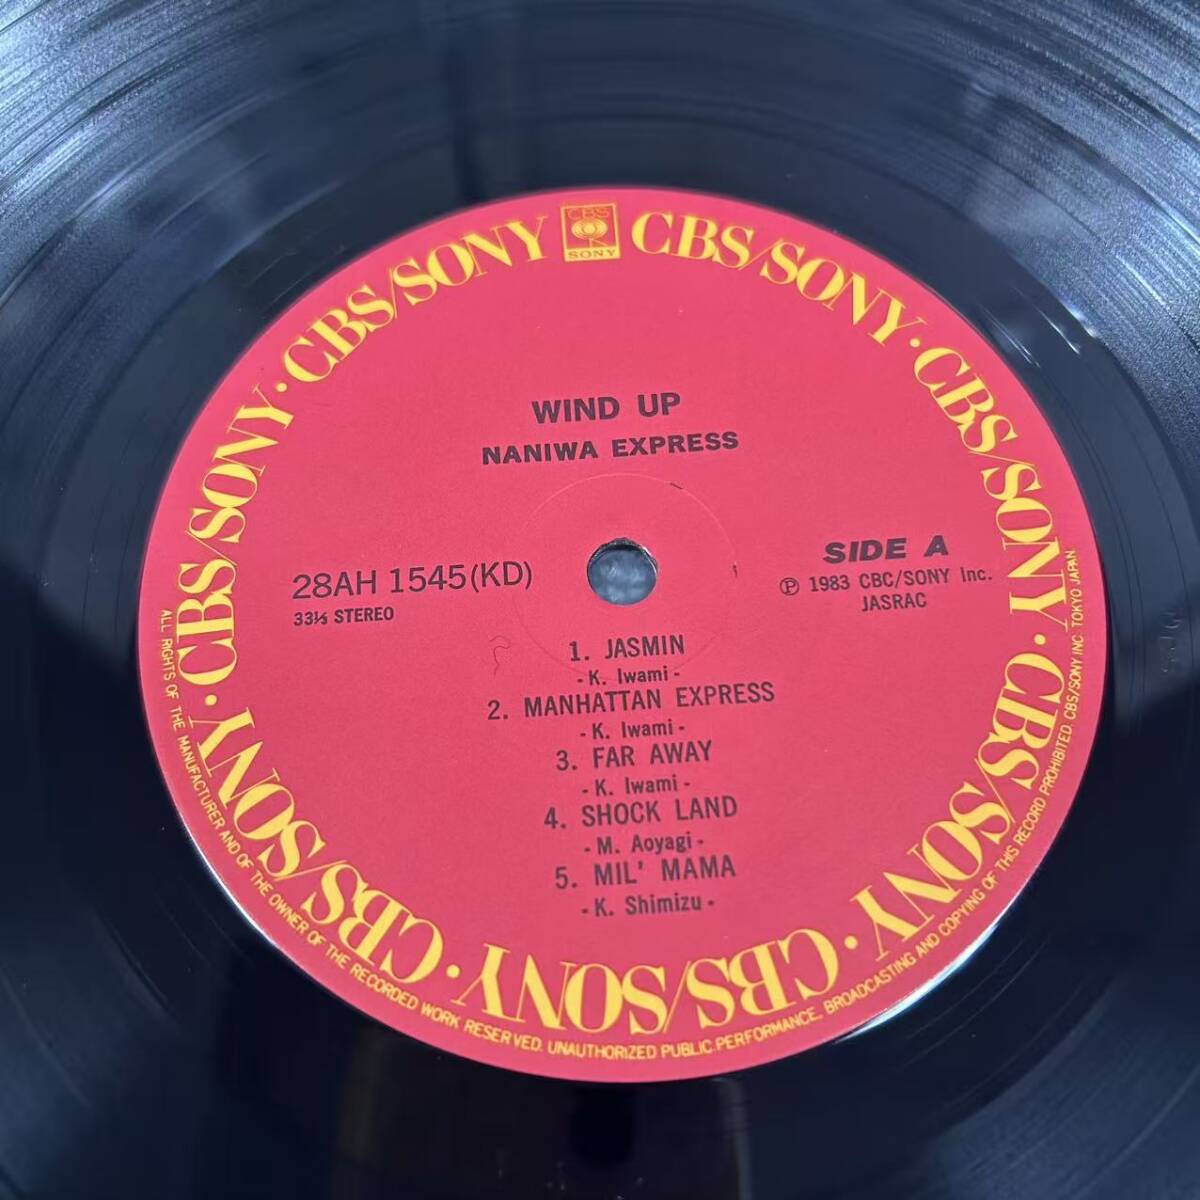 CBS/SONY · CBS/SONY · CBS/SONY · CBS/SONY · CBS/SONY · CBS/SONY · CBS/SONY · CBS/SONY · CBS/SONY
CBS
SONY
WIND UP
NANIWA EXPRESS
28AH 1545(KD)
33⅓ STEREO
SIDE A
℗ 1983 CBC/SONY Inc.
JASRAC
1. JASMIN
- K. Iwami -
2. MANHATTAN EXPRESS
- K. Iwami -
3. FAR AWAY
- K. Iwami -
4. SHOCK LAND
- M. Aoyagi -
5. MIL' MAMA
- K. Shimizu -
ALL RIGHTS OF THE MANUFACTURER AND OF THE OWNER OF THE RECORDED WORK RESERVED. UNAUTHORIZED PUBLIC PERFORMANCE, BROADCASTING AND COPYING OF THIS RECORD PROHIBITED. CBS/SONY INC. TOKYO JAPAN